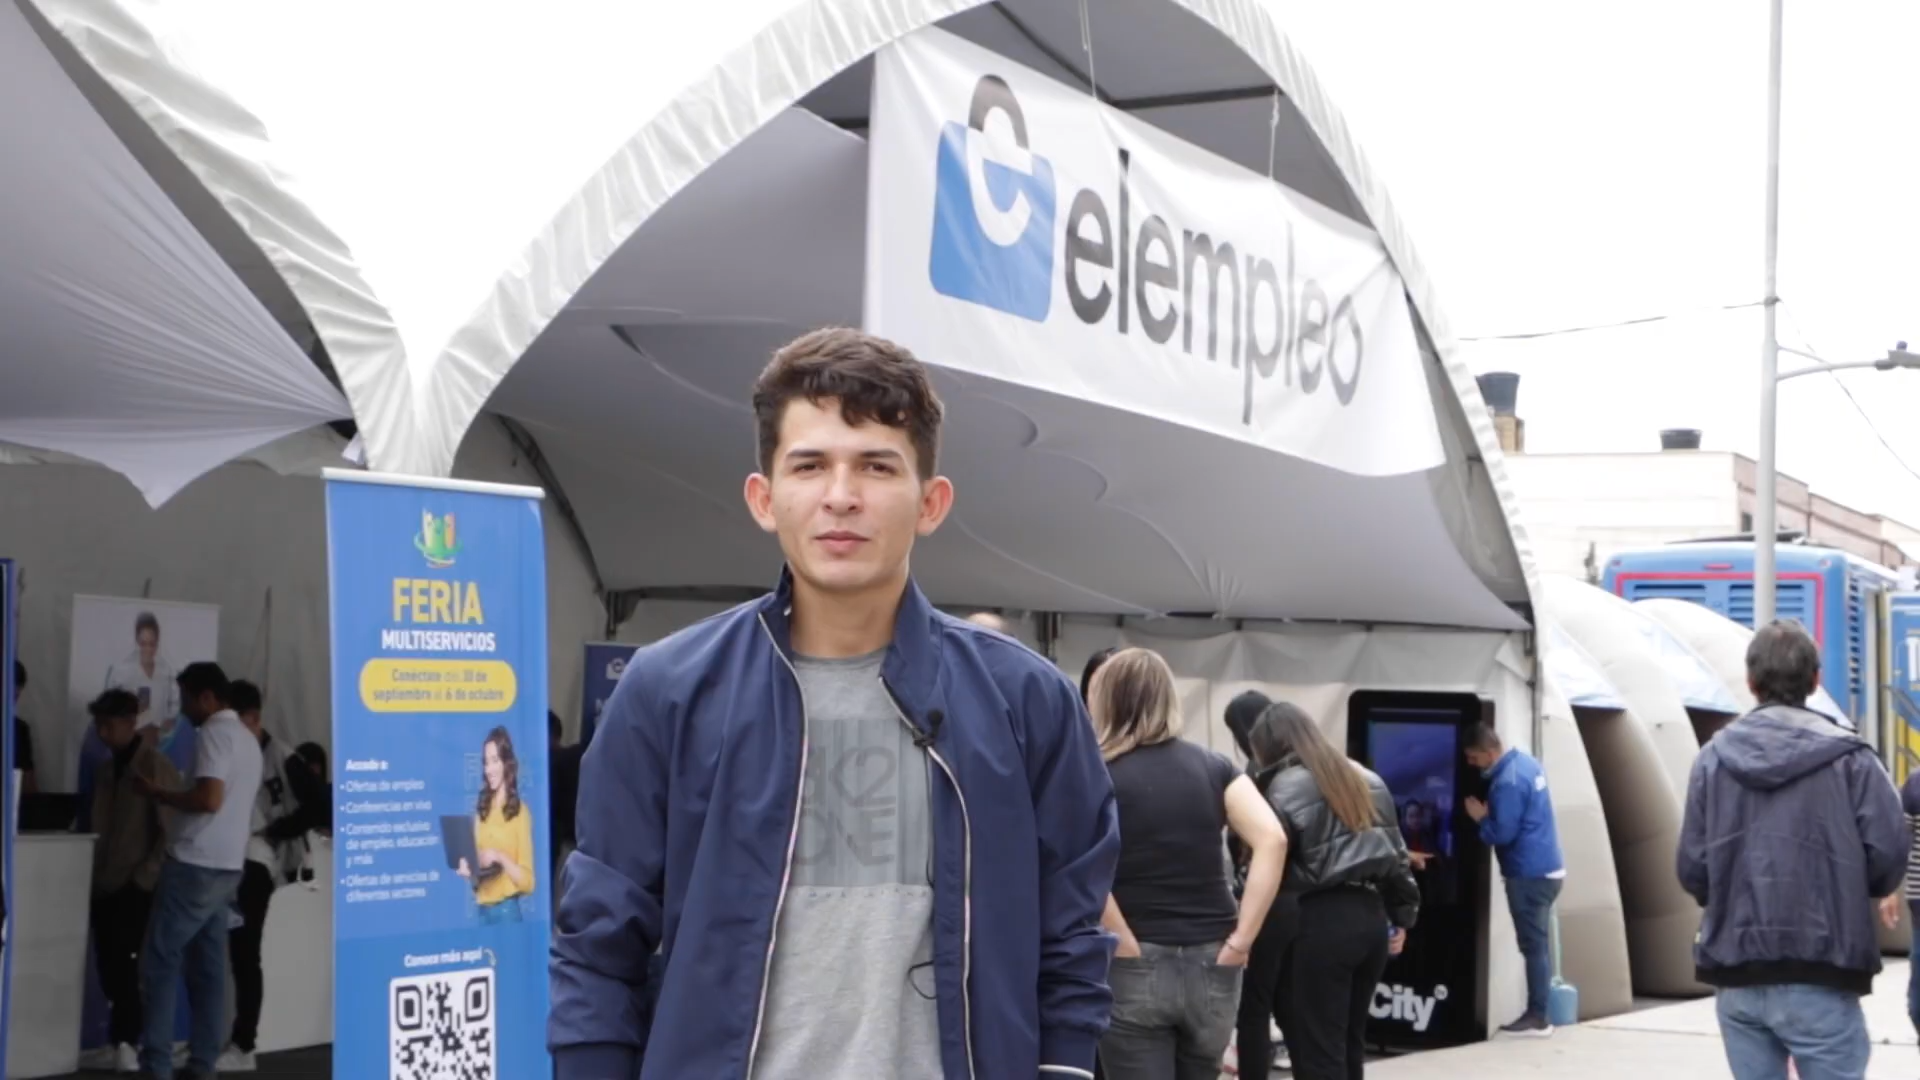 e
elempleo
FERIA
MULTISERVICIOS
Conéctate del 30 de
septiembre al 6 de octubre
Accede a:
• Ofertas de empleo
• Conferencias en vivo
• Contenido exclusivo
de empleo, educación
y más
• Ofertas de servicios de
diferentes sectores
Conoce más aquí
City